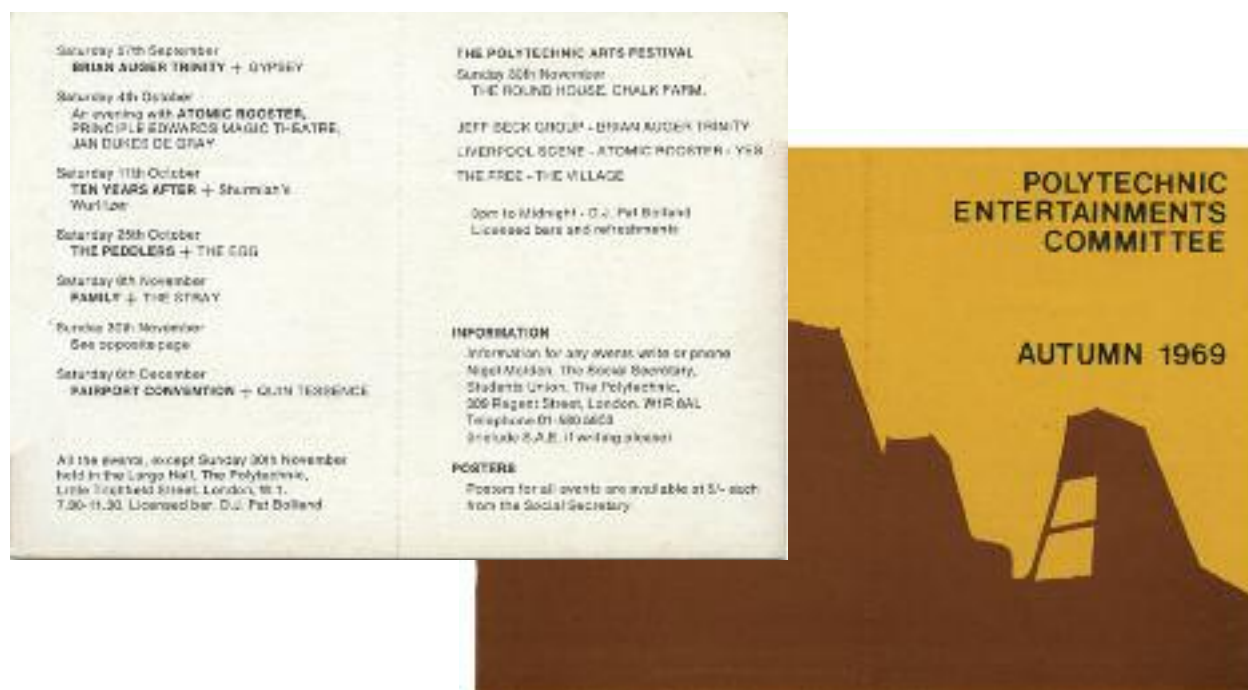 Saturday 27th September
BRIAN AUGER TRINITY + GYPSEY
Saturday 4th October
An evening with ATOMIC ROOSTER,
PRINCIPLE EDWARDS MAGIC THEATRE,
JAN DUKES DE GRAY
Saturday 11th October
TEN YEARS AFTER + Shurmiah's
Saturday 25th October
THE PEDDLERS + THE EGG
Saturday 8th November
FAMILY + THE STRAY
Sunday 30th November
See opposite page
Saturday 6th December
FAIRPORT CONVENTION + QUIN TESSENCE
All the events, except Sunday 30th November
held in the Large Hall, The Polytechnic,
Little Titchfield Street, London, W.1.
7.30-11.30. Licensed bar. D.J. Pat Bolland
THE POLYTECHNIC ARTS FESTIVAL
Sunday 30th November
THE ROUND HOUSE, CHALK FARM.
JEFF BECK GROUP - BRIAN AUGER TRINITY
LIVERPOOL SCENE - ATOMIC ROOSTER - YES
THE FREE - THE VILLAGE
to Midnight - D.J. Pat Bolland
Licensed bars and refreshments
INFORMATION
Information for any events write or phone
Nigel Molden, The Social Secretary,
Students Union, The Polytechnic,
309 Regent Street, London. W1R 8AL
Telephone 01-580
(include S.A.E. if writing please)
POSTERS
Posters for all events are available at 5/- each
from the Social Secretary
POLYTECHNIC
ENTERTAINMENTS
COMMITTEE
AUTUMN 1969